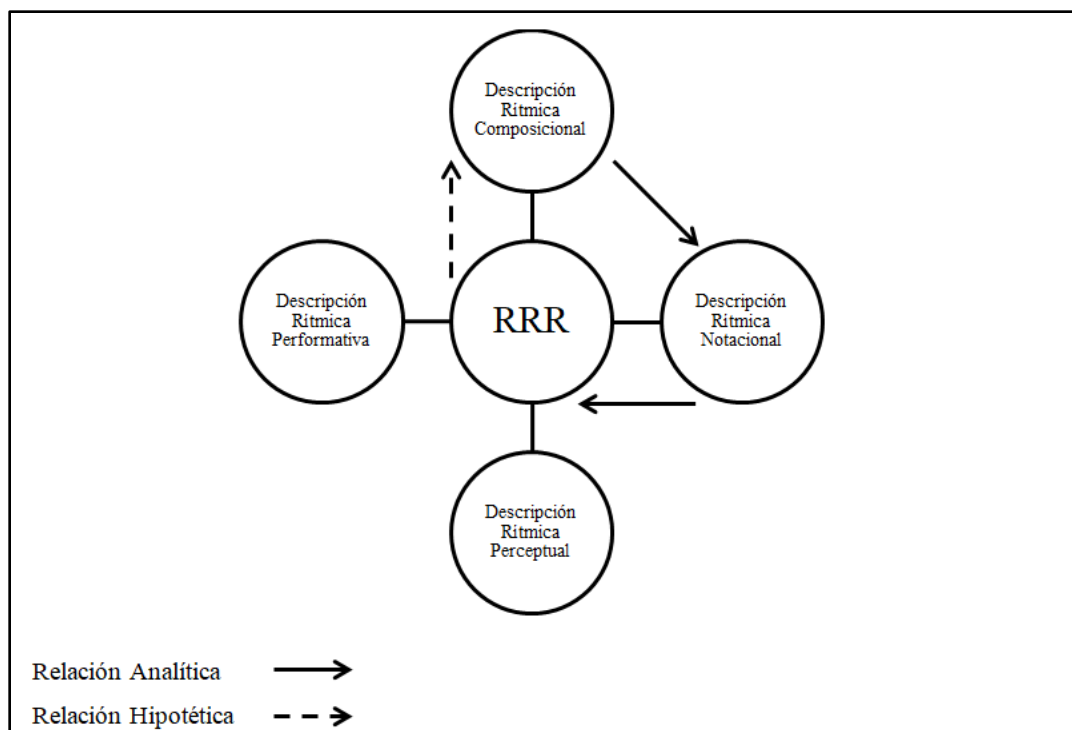 Descripción
Rítmica
Composicional
Descripción
Rítmica
Performativa
RRR
Descripción
Rítmica
Notacional
Descripción
Rítmica
Perceptual
Relación Analítica
Relación Hipotética